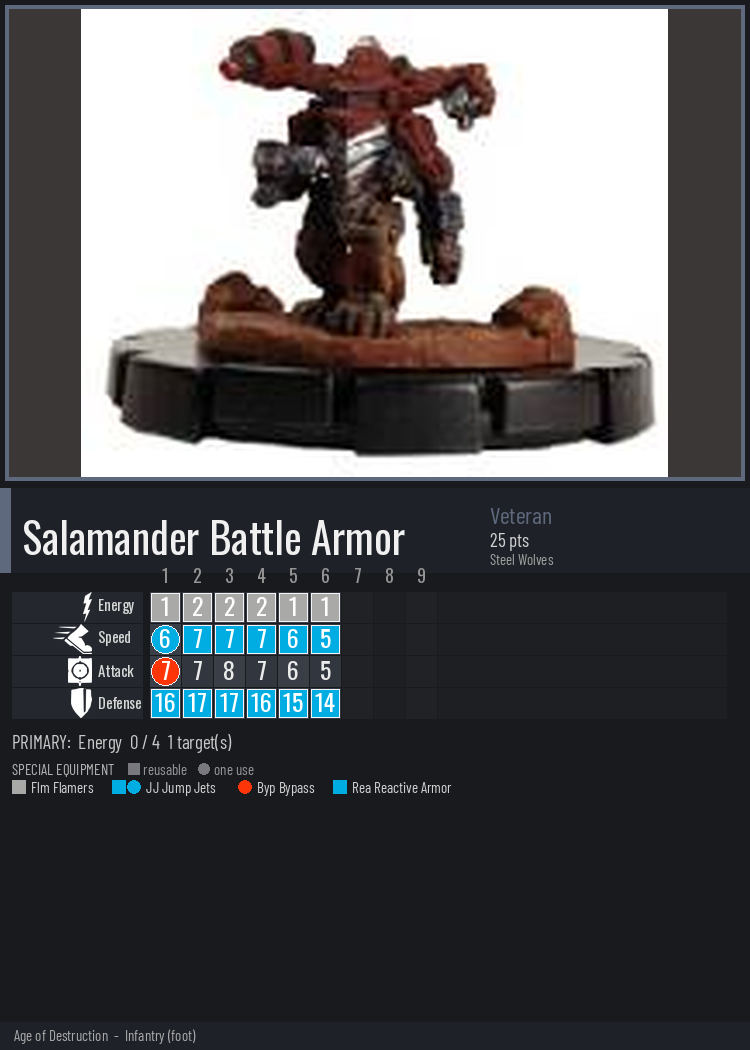 Salamander Battle Armor
Veteran
25 pts
Steel Wolves
1 2 3 4 5 6 7 8 9
Energy 1 2 2 2 1 1
Speed 6 7 7 7 6 5
Attack 7 7 8 7 6 5
Defense 16 17 17 16 15 14
PRIMARY: Energy 0 / 4 1 target(s)
SPECIAL EQUIPMENT reusable one use
Flm Flamers JJ Jump Jets Byp Bypass Rea Reactive Armor
Age of Destruction - Infantry (foot)